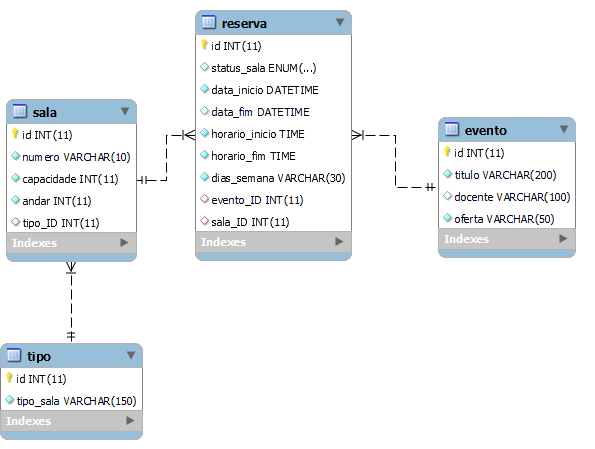 reserva
id INT(11)
status_sala ENUM(...)
data_inicio DATETIME
data_fim DATETIME
horario_inicio TIME
horario_fim TIME
dias_semana VARCHAR(30)
evento_ID INT(11)
sala_ID INT(11)
Indexes
sala
id INT(11)
numero VARCHAR(10)
capacidade INT(11)
andar INT(11)
tipo_ID INT(11)
Indexes
evento
id INT(11)
titulo VARCHAR(200)
docente VARCHAR(100)
oferta VARCHAR(50)
Indexes
tipo
id INT(11)
tipo_sala VARCHAR(150)
Indexes